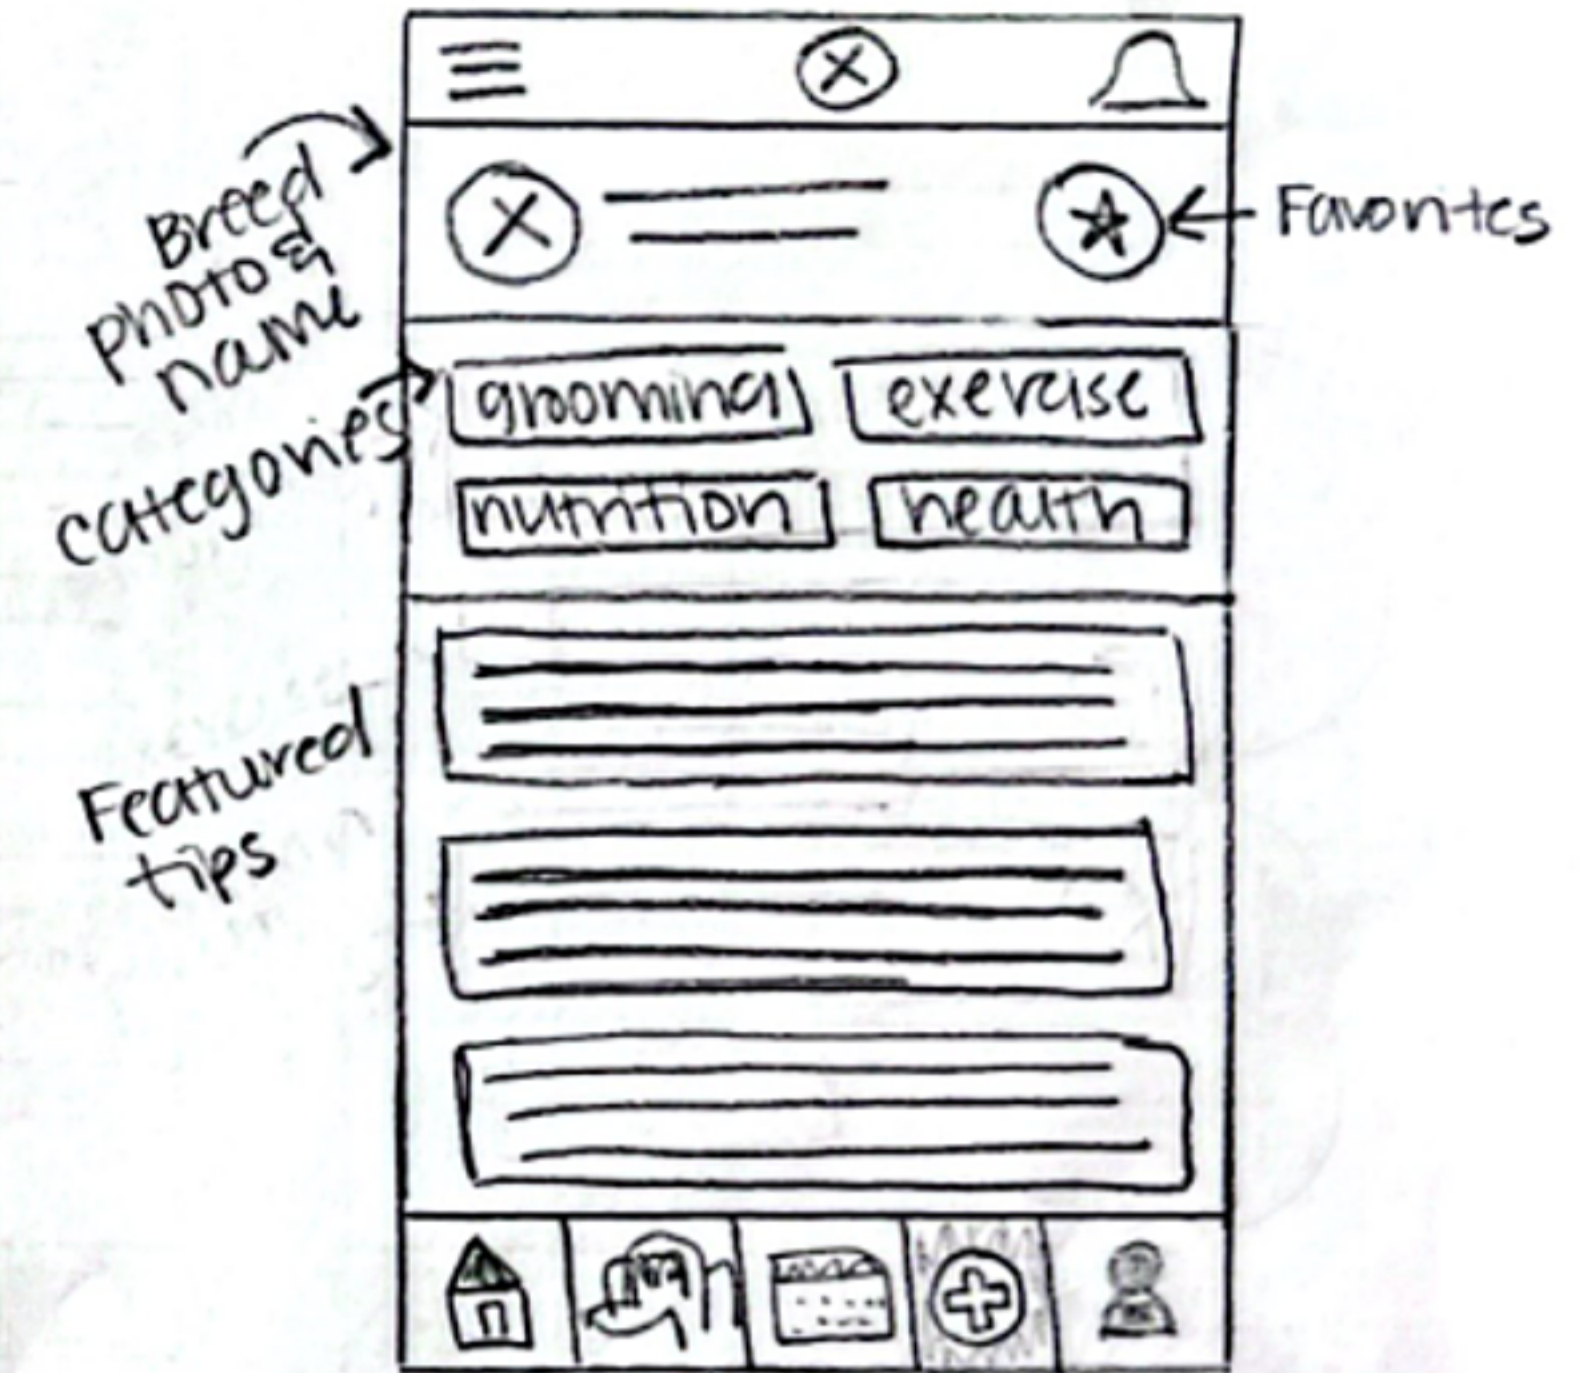 Breed
photo &
name
Favorites
categories
grooming
exercise
nutrition
health
Featured
tips